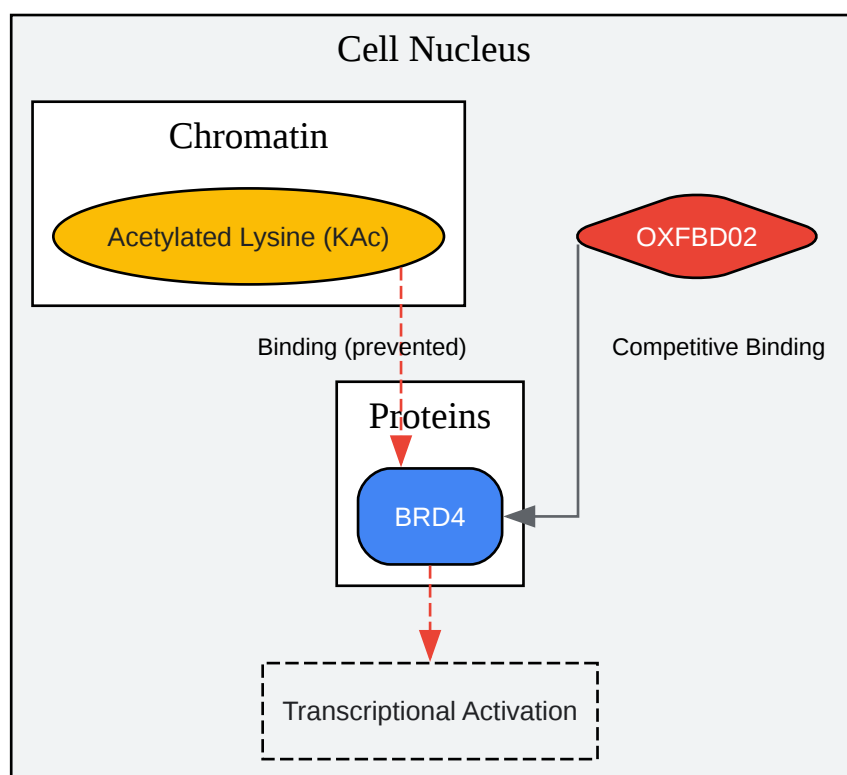 Cell Nucleus
Chromatin
Acetylated Lysine (KAc)
OXFBD02
Binding (prevented)
Competitive Binding
Proteins
BRD4
Transcriptional Activation